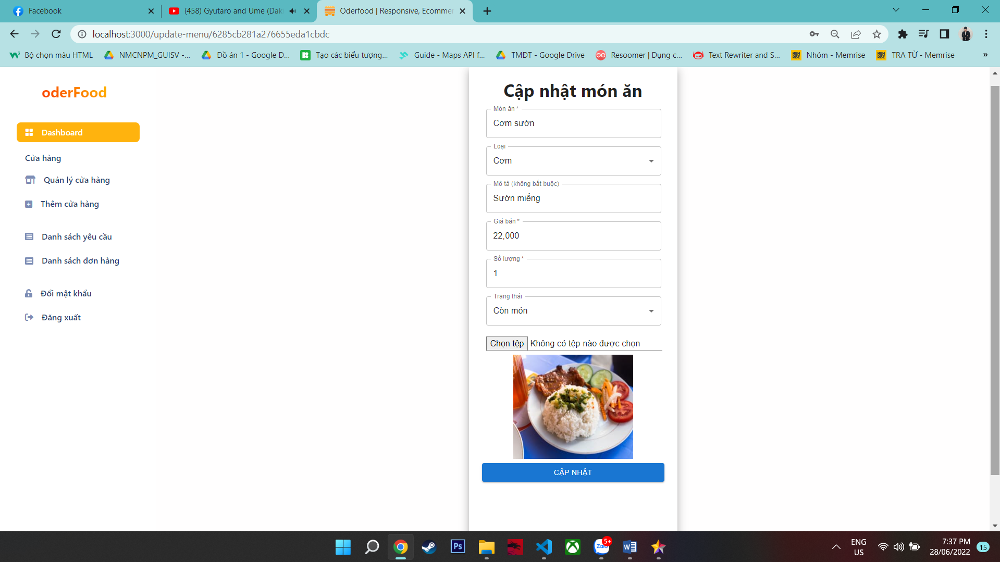 Facebook
(458) Gyutaro and Ume (Dak
Oderfood | Responsive, Ecommer
localhost:3000/update-menu/6285cb281a276655eda1cbdc
Bộ chọn màu HTML
NMCNPM_GUISV -...
Đồ án 1 - Google D...
Tạo các biểu tượng...
Guide - Maps API f...
TMĐT - Google Drive
Resoomer | Dụng c...
Text Rewriter and S...
Nhóm - Memrise
TRA TỪ - Memrise
»
oderFood
Dashboard
Cửa hàng
Quản lý cửa hàng
Thêm cửa hàng
Danh sách yêu cầu
Danh sách đơn hàng
Đổi mật khẩu
Đăng xuất
Cập nhật món ăn
Món ăn *
Cơm sườn
Loại
Cơm
Mô tả (không bắt buộc)
Sườn miếng
Giá bán *
22,000
Số lượng *
1
Trạng thái
Còn món
Chọn tệp Không có tệp nào được chọn
CẬP NHẬT
Ps
Zalo
5+
ENG
US
7:37 PM
28/06/2022
15